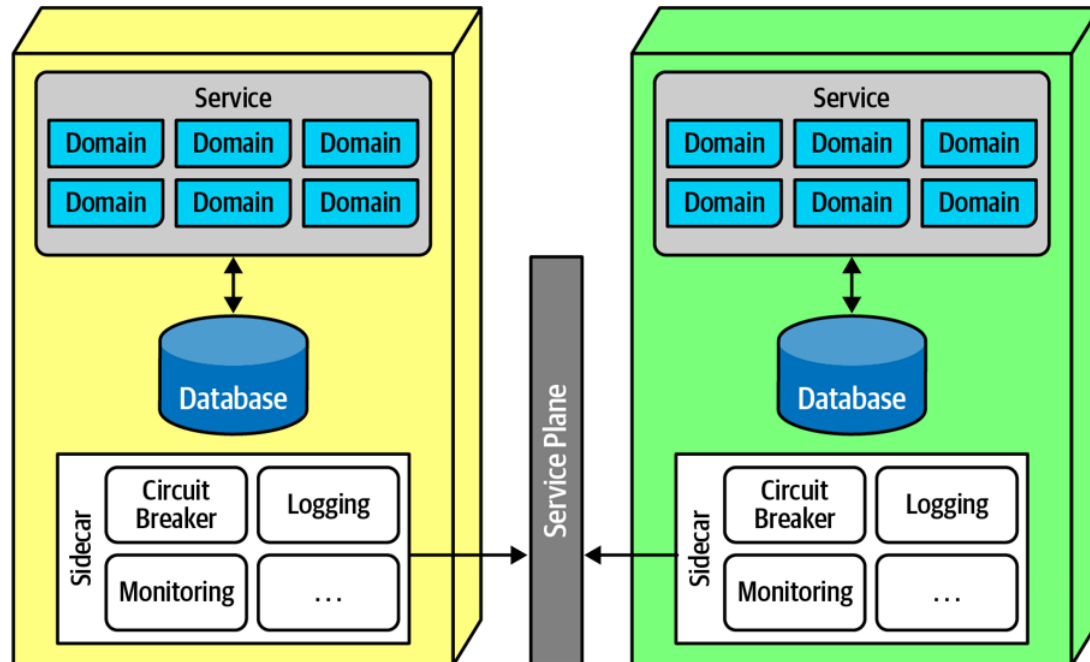 Service
Domain Domain Domain
Domain Domain Domain
Database
Sidecar
Circuit
Breaker
Logging
Monitoring
...
Service Plane
Service
Domain Domain Domain
Domain Domain Domain
Database
Sidecar
Circuit
Breaker
Logging
Monitoring
...